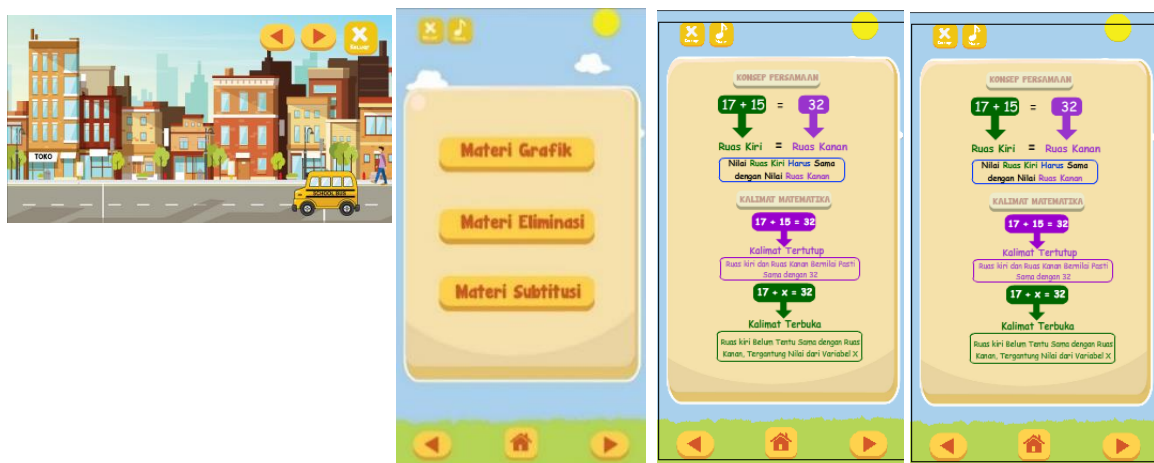 TOKO
SCHOOL BUS
Materi Grafik
Materi Eliminasi
Materi Subtitusi
KONSEP PERSAMAAN
17 + 15 = 32
Ruas Kiri = Ruas Kanan
Nilai Ruas Kiri Harus Sama
dengan Nilai Ruas Kanan
KALIMAT MATEMATIKA
17 + 15 = 32
Kalimat Tertutup
Ruas kiri dan Ruas Kanan Bernilai Pasti
Sama dengan 32
17 + x = 32
Kalimat Terbuka
Ruas kiri Belum Tentu Sama dengan Ruas
Kanan, Tergantung Nilai dari Variabel X
KONSEP PERSAMAAN
17 + 15 = 32
Ruas Kiri = Ruas Kanan
Nilai Ruas Kiri Harus Sama
dengan Nilai Ruas Kanan
KALIMAT MATEMATIKA
17 + 15 = 32
Kalimat Tertutup
Ruas kiri dan Ruas Kanan Bernilai Pasti
Sama dengan 32
17 + x = 32
Kalimat Terbuka
Ruas kiri Belum Tentu Sama dengan Ruas
Kanan, Tergantung Nilai dari Variabel X